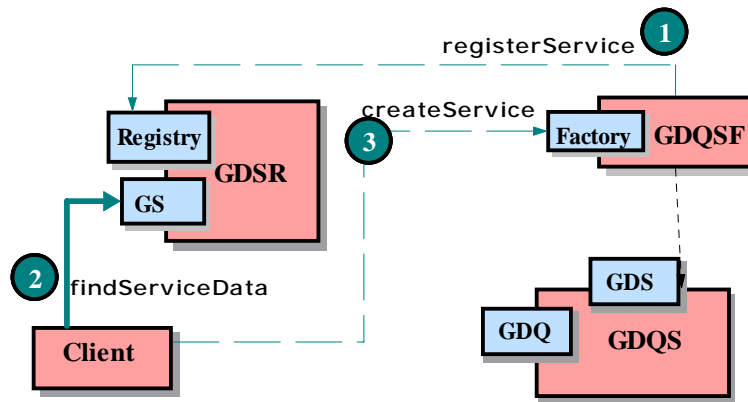 1
registerService
createService
Registry
3
Factory
GDQSF
GDSR
GS
2
findServiceData
GDS
Client
GDQ
GDQS